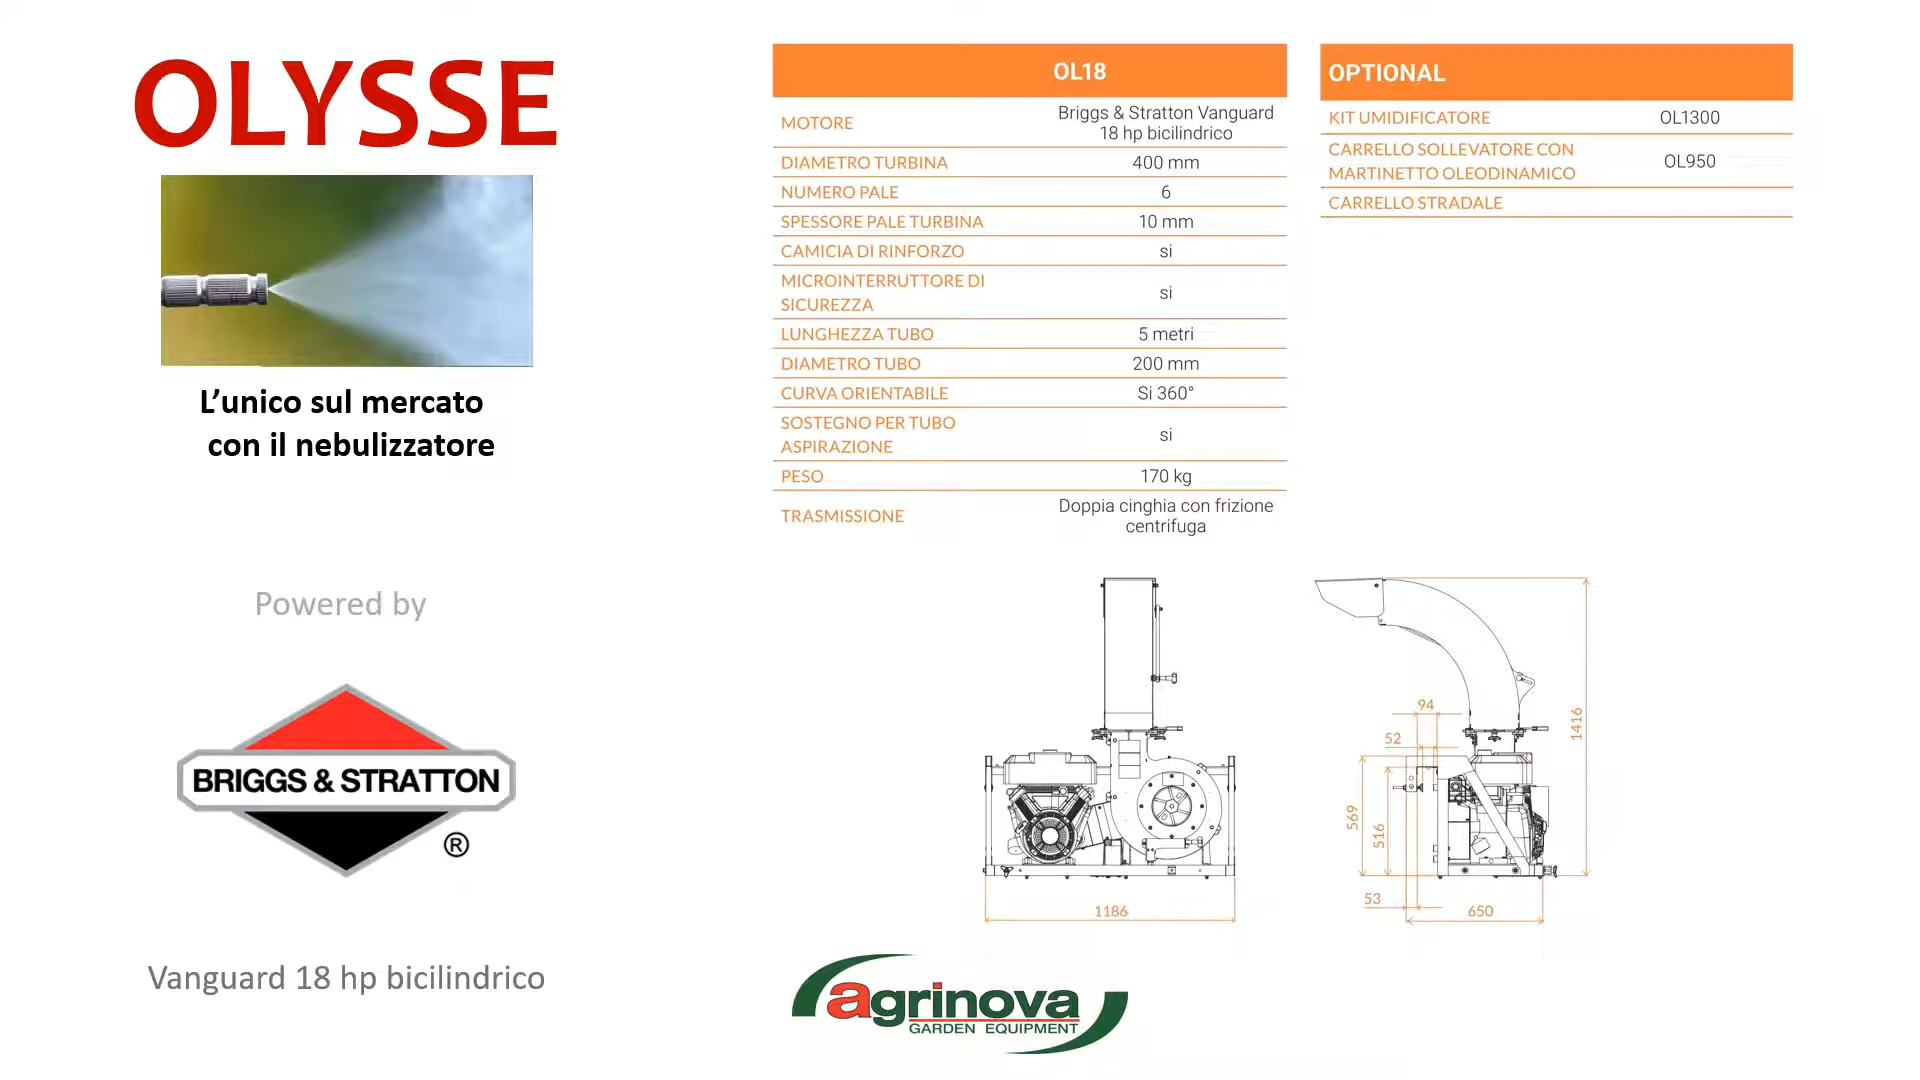 OLYSSE
L’unico sul mercato
con il nebulizzatore
Powered by
BRIGGS & STRATTON
®
Vanguard 18 hp bicilindrico
OL18
MOTORE
Briggs & Stratton Vanguard
18 hp bicilindrico
DIAMETRO TURBINA 400 mm
NUMERO PALE 6
SPESSORE PALE TURBINA 10 mm
CAMICIA DI RINFORZO si
MICROINTERRUTTORE DI
SICUREZZA
si
LUNGHEZZA TUBO 5 metri
DIAMETRO TUBO 200 mm
CURVA ORIENTABILE Si 360°
SOSTEGNO PER TUBO
ASPIRAZIONE
si
PESO 170 kg
TRASMISSIONE
Doppia cinghia con frizione
centrifuga
OPTIONAL
KIT UMIDIFICATORE OL1300
CARRELLO SOLLEVATORE CON
MARTINETTO OLEODINAMICO
OL950
CARRELLO STRADALE
1186
94
52
1416
569
516
53
650
agrinova
GARDEN EQUIPMENT